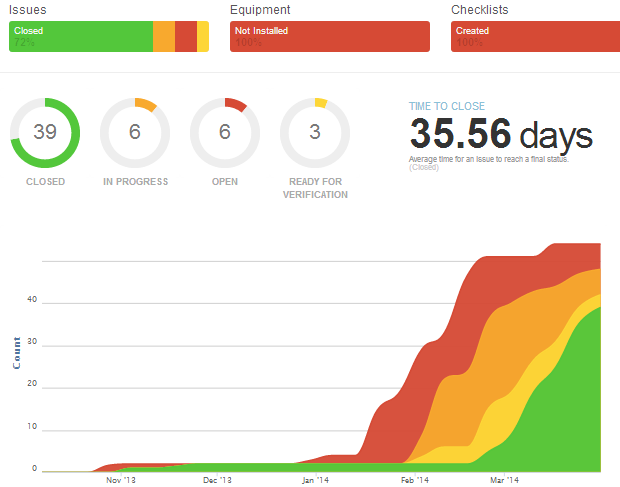 Issues
Equipment
Checklists
Closed
72%
Not Installed
100%
Created
100%
39
6
6
3
CLOSED
IN PROGRESS
OPEN
READY FOR
VERIFICATION
TIME TO CLOSE
35.56 days
Average time for an issue to reach a final status.
(Closed)
Count
40
30
20
10
0
Nov '13
Dec '13
Jan '14
Feb '14
Mar '14